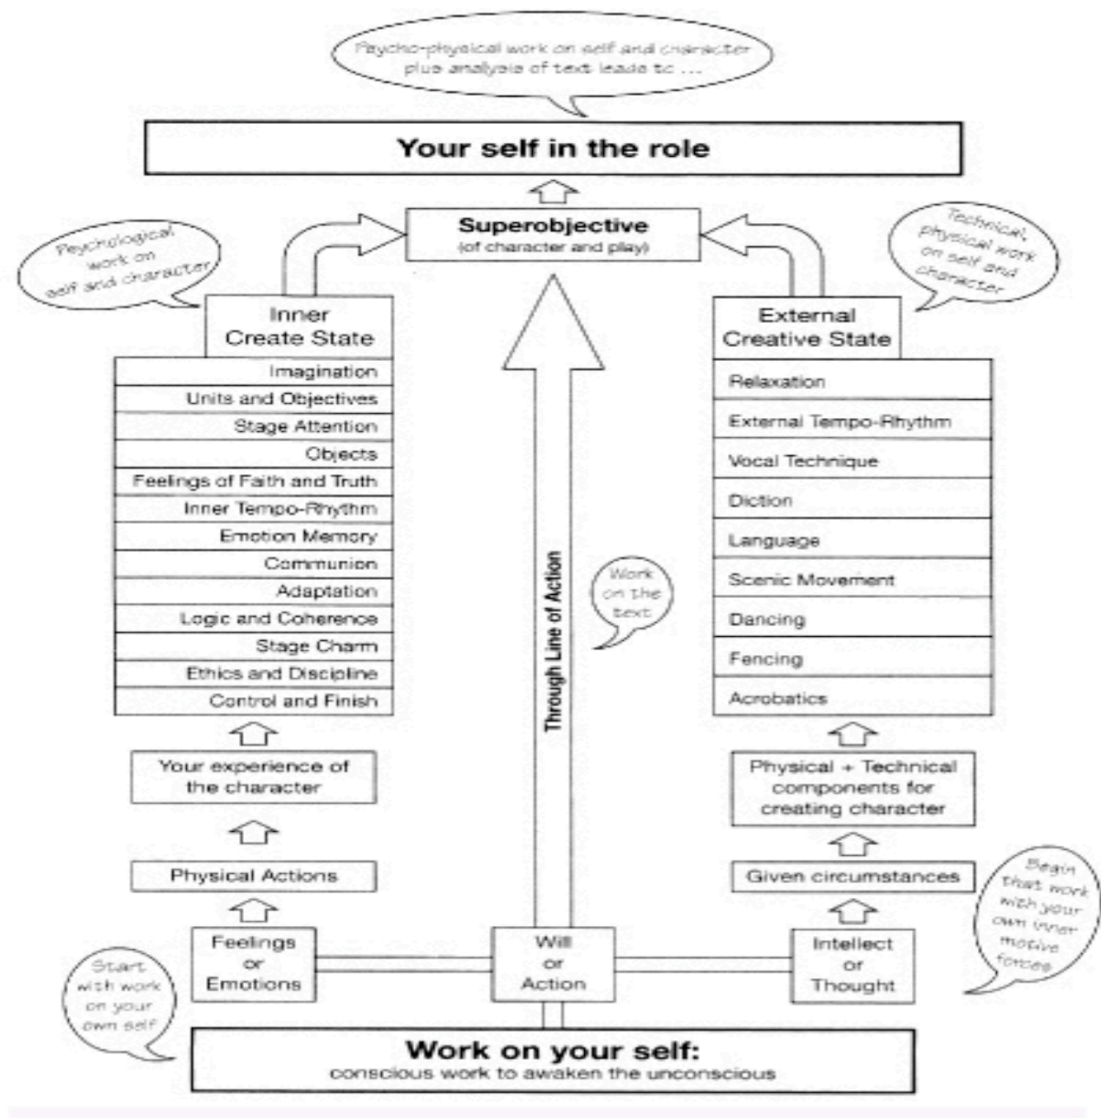 Psycho-physical work on self and character
plus analysis of text leads to ...
Your self in the role
Superobjective
(of character and play)
Psychological
work on
self and character
Technical,
physical work
on self and
character
Inner
Create State
Imagination
Units and Objectives
Stage Attention
Objects
Feelings of Faith and Truth
Inner Tempo-Rhythm
Emotion Memory
Communion
Adaptation
Logic and Coherence
Stage Charm
Ethics and Discipline
Control and Finish
External
Creative State
Relaxation
External Tempo-Rhythm
Vocal Technique
Diction
Language
Scenic Movement
Dancing
Fencing
Acrobatics
Through Line of Action
Work
on the
text
Your experience of
the character
Physical + Technical
components for
creating character
Physical Actions
Given circumstances
Begin
that work
with your
own inner
motive
forces
Feelings
or
Emotions
Will
or
Action
Intellect
or
Thought
Start
with work
on your
own self
Work on your self:
conscious work to awaken the unconscious